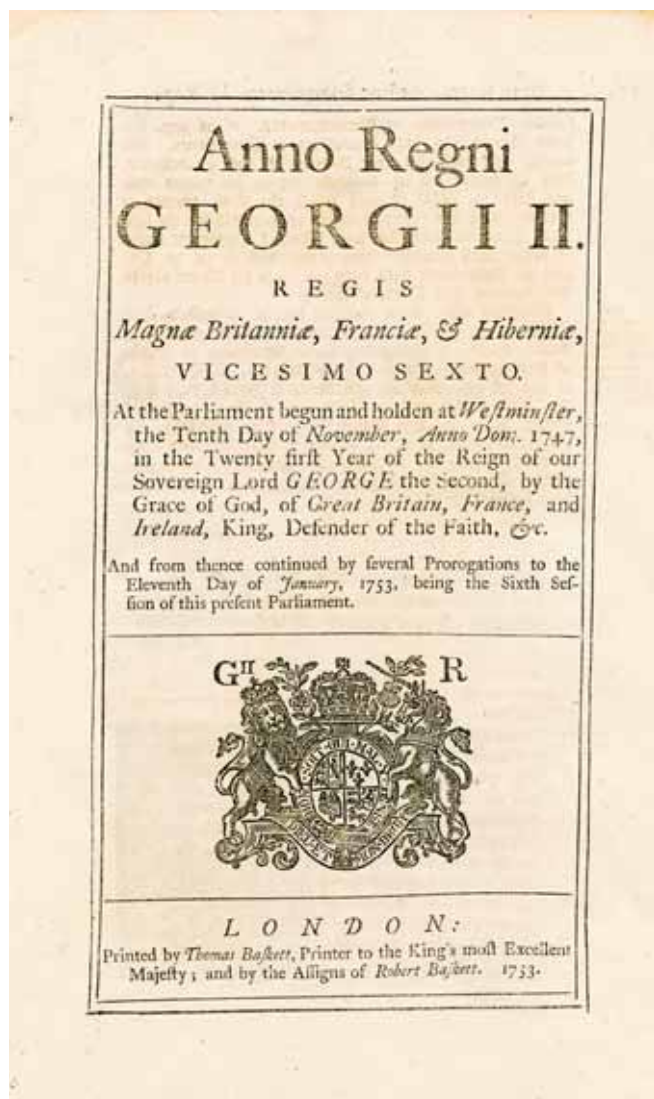 Anno Regni
GEORGII II.
REGIS
Magnæ Britanniæ, Franciæ, & Hiberniæ,
VICESIMO SEXTO.
At the Parliament begun and holden at Weſtminſter,
the Tenth Day of November, Anno Dom. 1747,
in the Twenty firſt Year of the Reign of our
Sovereign Lord GEORGE the Second, by the
Grace of God, of Great Britain, France, and
Ireland, King, Defender of the Faith, &c.
And from thence continued by ſeveral Prorogations to the
Eleventh Day of January, 1753, being the Sixth Seſ-
ſion of this preſent Parliament.
GII R
LONDON:
Printed by Thomas Baſkett, Printer to the King's moſt Excellent
Majeſty; and by the Aſſigns of Robert Baſkett. 1753.